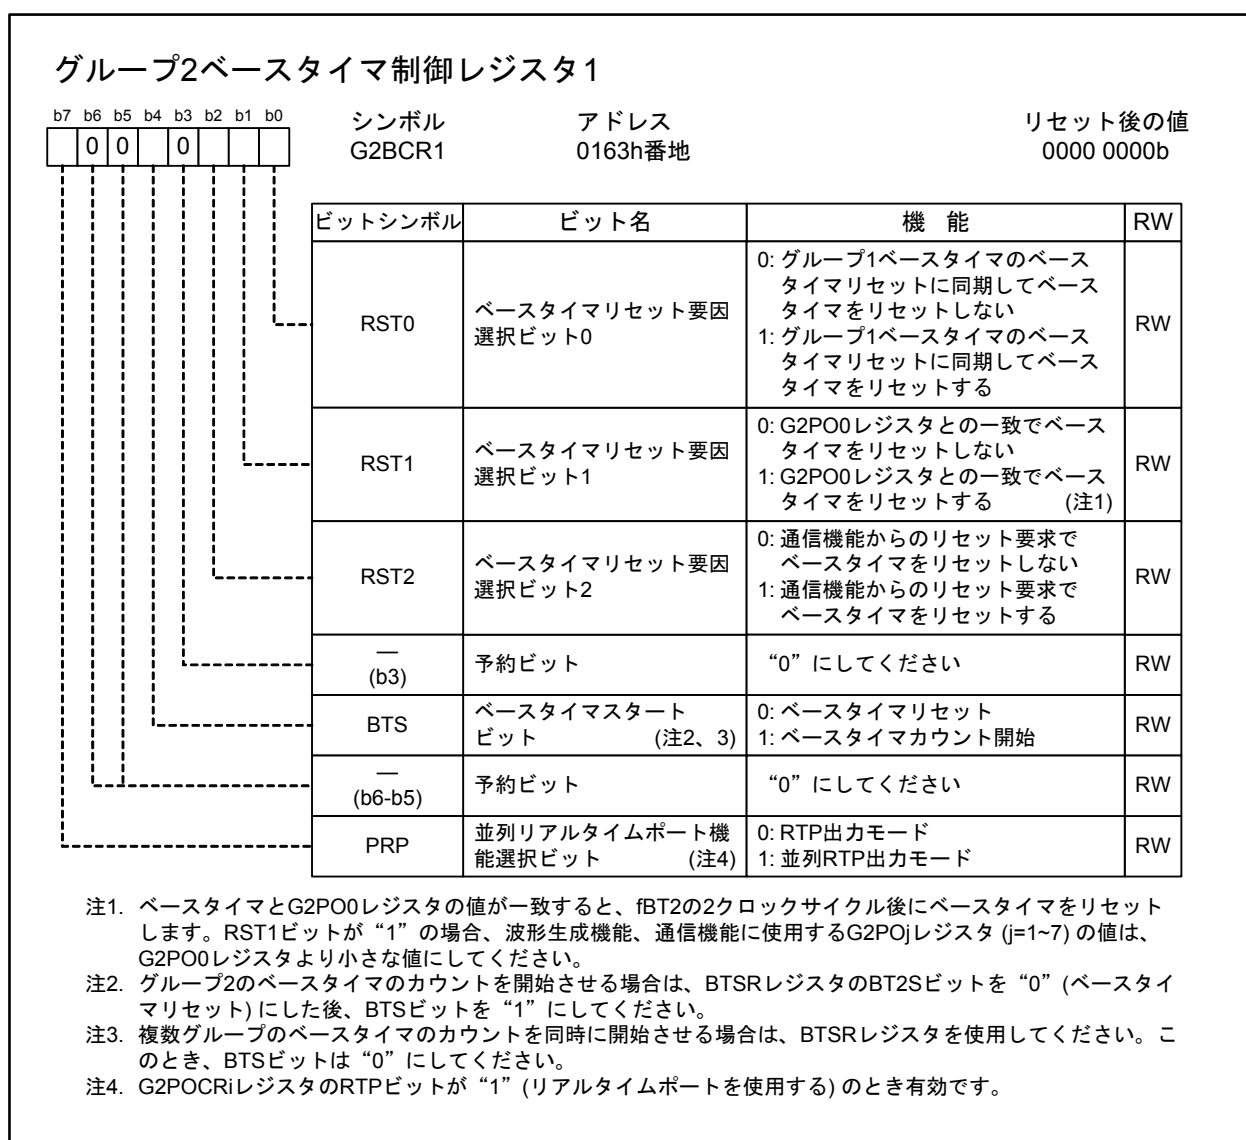 グループ2ベースタイマ制御レジスタ1
b7 b6 b5 b4 b3 b2 b1 b0
0 0 0
シンボル アドレス リセット後の値
G2BCR1 0163h番地 0000 0000b
ビットシンボル ビット名 機 能 RW
RST0
ベースタイマリセット要因
選択ビット0
0: グループ1ベースタイマのベース
タイマリセットに同期してベース
タイマをリセットしない
1: グループ1ベースタイマのベース
タイマリセットに同期してベース
タイマをリセットする
RW
RST1
ベースタイマリセット要因
選択ビット1
0: G2PO0レジスタとの一致でベース
タイマをリセットしない
1: G2PO0レジスタとの一致でベース
タイマをリセットする (注1)
RW
RST2
ベースタイマリセット要因
選択ビット2
0: 通信機能からのリセット要求で
ベースタイマをリセットしない
1: 通信機能からのリセット要求で
ベースタイマをリセットする
RW
—
(b3)
予約ビット
“0”にしてください
RW
BTS
ベースタイマスタート
ビット (注2、3)
0: ベースタイマリセット
1: ベースタイマカウント開始
RW
—
(b6-b5)
予約ビット
“0”にしてください
RW
PRP
並列リアルタイムポート機
能選択ビット (注4)
0: RTP出力モード
1: 並列RTP出力モード
RW
注1. ベースタイマとG2PO0レジスタの値が一致すると、fBT2の2クロックサイクル後にベースタイマをリセット
します。RST1ビットが“1”の場合、波形生成機能、通信機能に使用するG2POjレジスタ (j=1~7) の値は、
G2PO0レジスタより小さな値にしてください。
注2. グループ2のベースタイマのカウントを開始させる場合は、BTSRレジスタのBT2Sビットを“0”(ベースタイ
マリセット) にした後、BTSビットを“1”にしてください。
注3. 複数グループのベースタイマのカウントを同時に開始させる場合は、BTSRレジスタを使用してください。こ
のとき、BTSビットは“0”にしてください。
注4. G2POCRiレジスタのRTPビットが“1”(リアルタイムポートを使用する) のとき有効です。